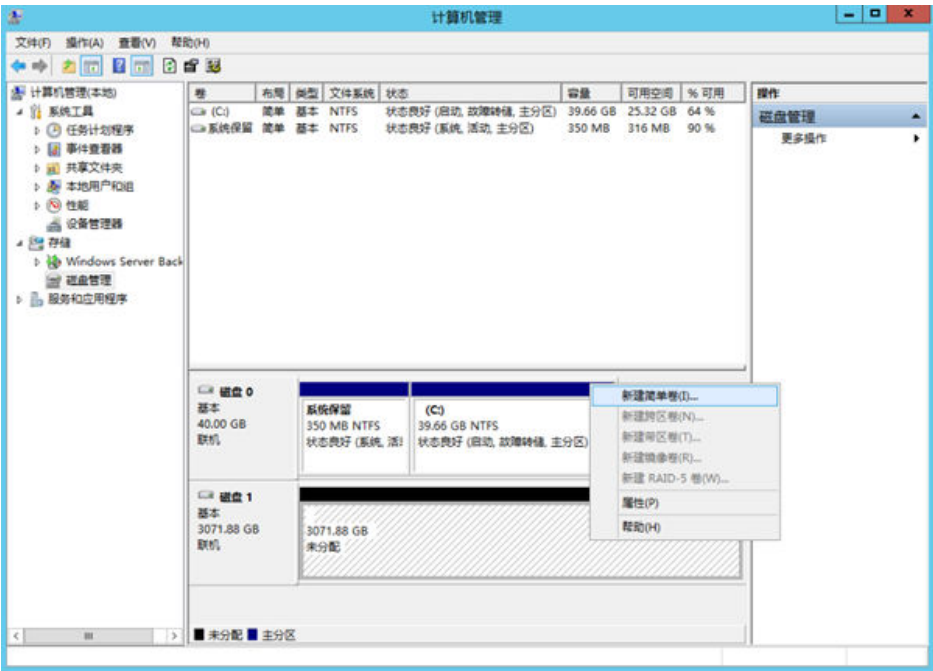 计算机管理
文件(F) 操作(A) 查看(V) 帮助(H)
计算机管理(本地)
系统工具
任务计划程序
事件查看器
共享文件夹
本地用户和组
性能
设备管理器
存储
Windows Server Back
磁盘管理
服务和应用程序
卷 布局 类型 文件系统 状态 容量 可用空间 % 可用
(C:) 简单 基本 NTFS 状态良好 (启动, 故障转储, 主分区) 39.66 GB 25.32 GB 64 %
系统保留 简单 基本 NTFS 状态良好 (系统, 活动, 主分区) 350 MB 316 MB 90 %
操作
磁盘管理
更多操作
磁盘 0
基本
40.00 GB
联机
系统保留
350 MB NTFS
状态良好 (系统, 活
(C:)
39.66 GB NTFS
状态良好 (启动, 故障转储, 主分区)
磁盘 1
基本
3071.88 GB
联机
3071.88 GB
未分配
新建简单卷(I)...
新建跨区卷(N)...
新建带区卷(T)...
新建镜像卷(R)...
新建 RAID-5 卷(W)...
属性(P)
帮助(H)
未分配 主分区